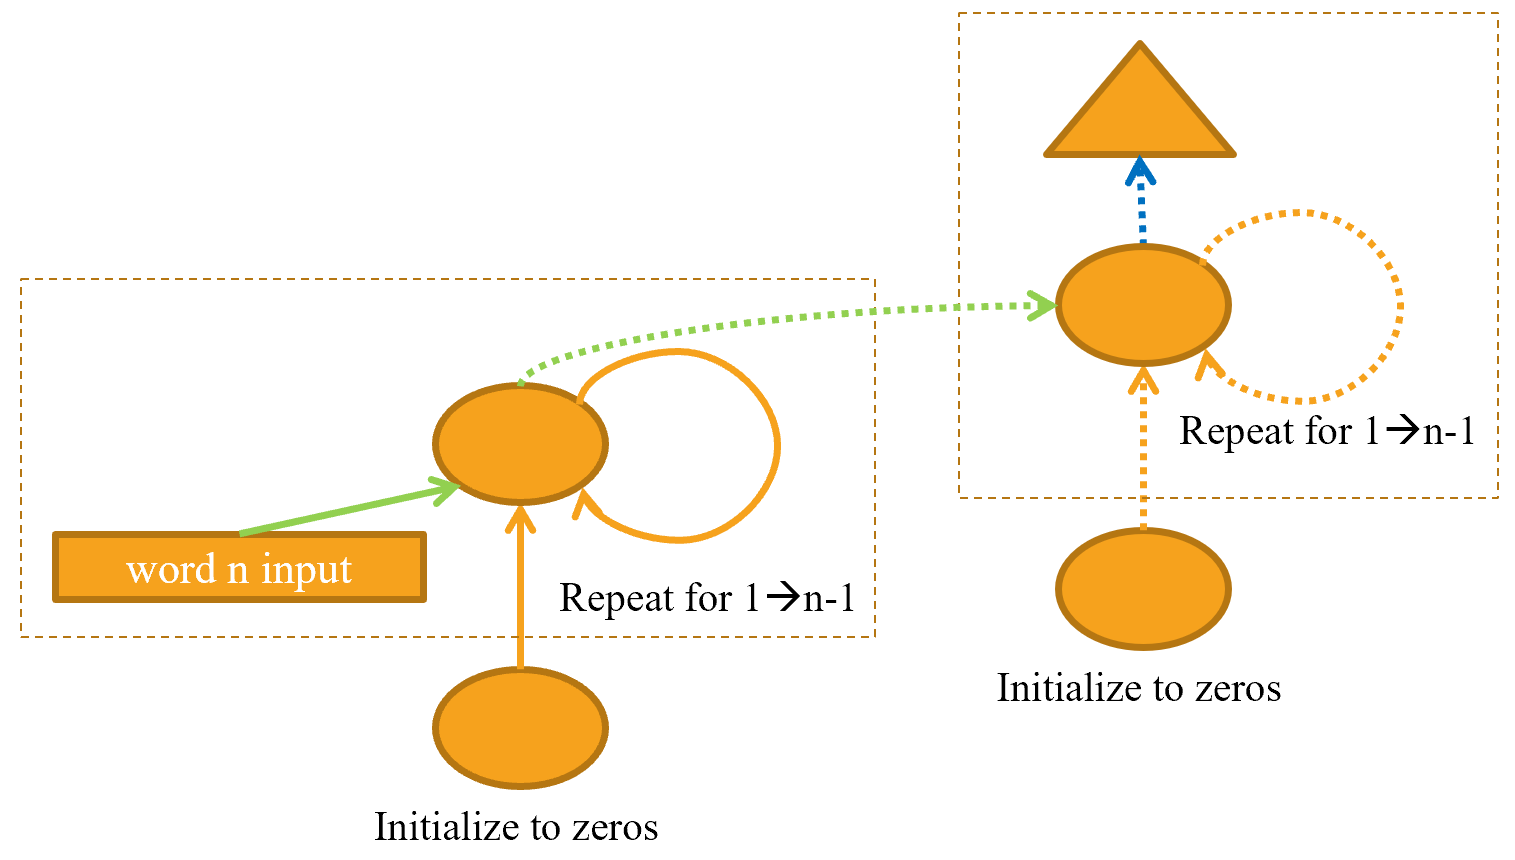 word n input
Repeat for 1→n-1
Initialize to zeros
Repeat for 1→n-1
Initialize to zeros